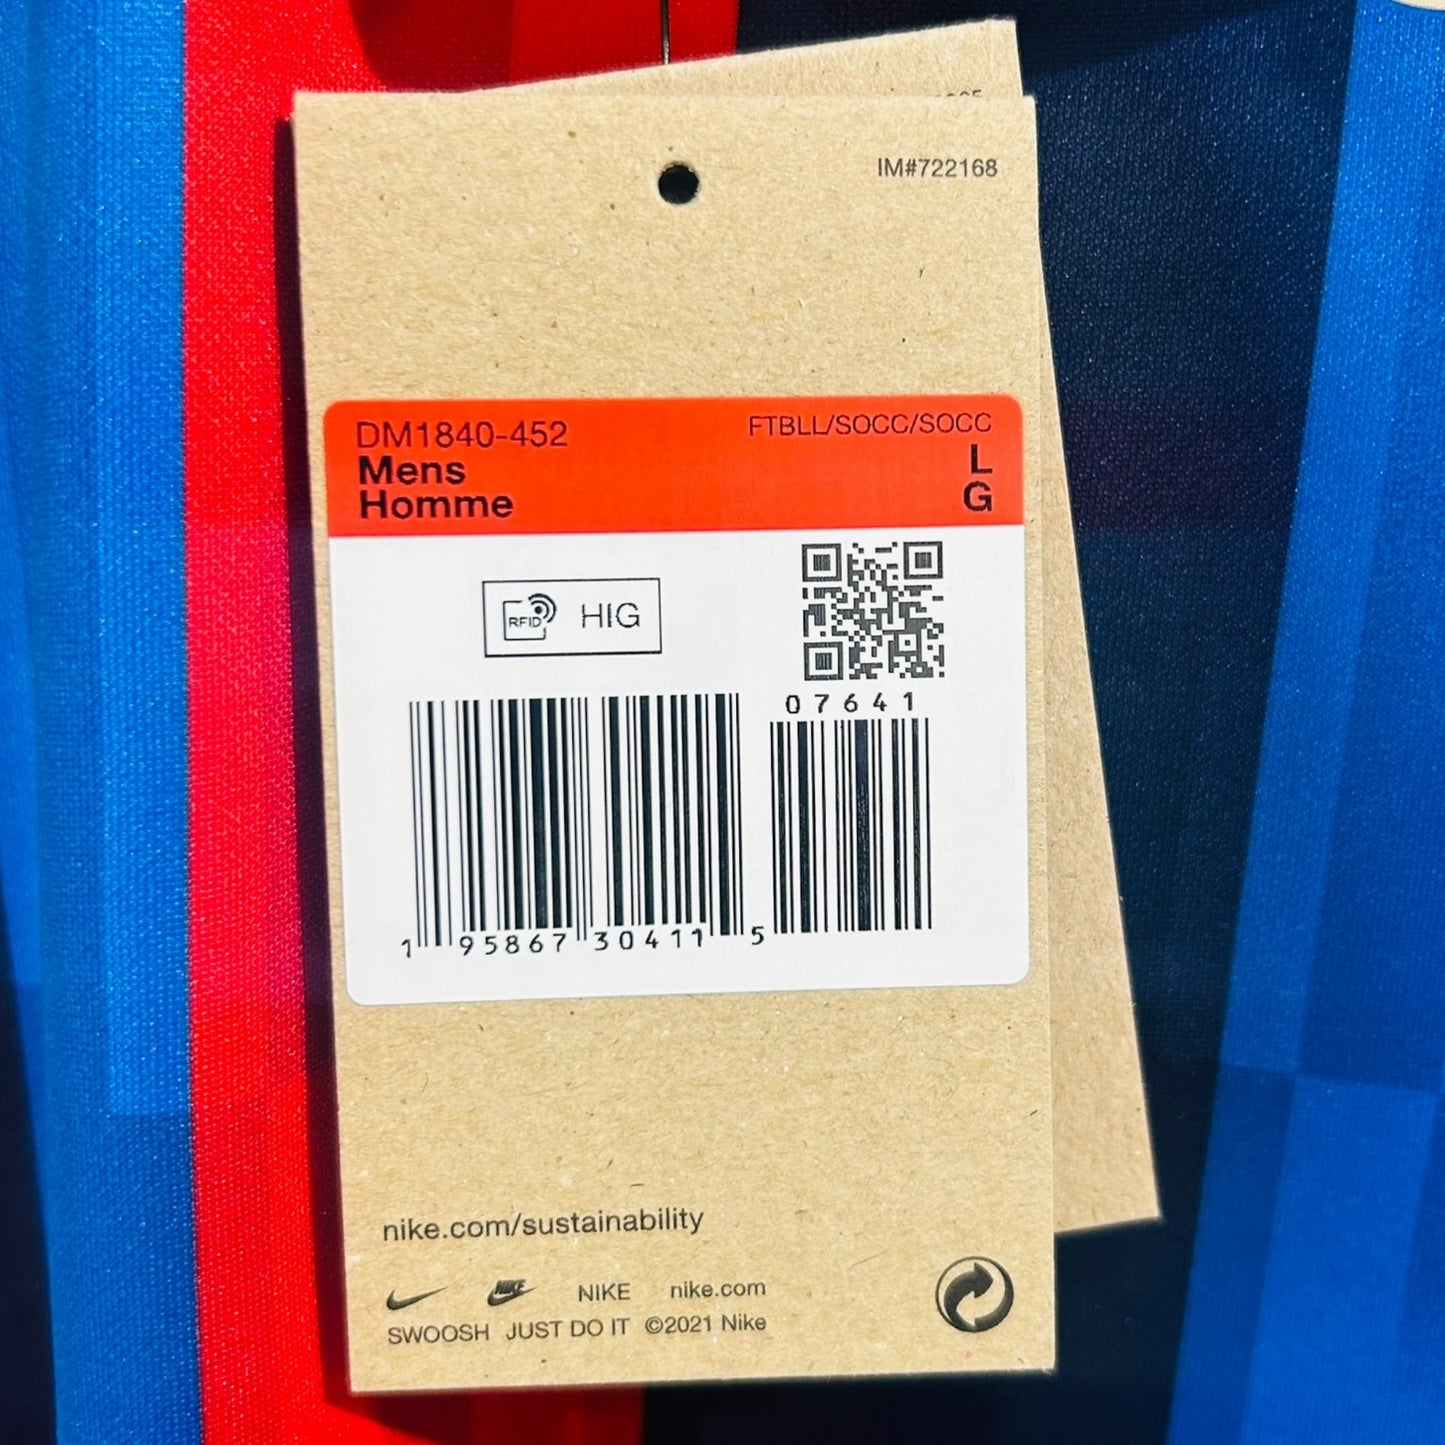 IM#722168
DM1840-452
FTBLL/SOCC/SOCC
Mens
L
Homme
G
RFID HIG
07641
1 95867 30411 5
nike.com/sustainability
NIKE NIKE nike.com
SWOOSH JUST DO IT ©2021 Nike